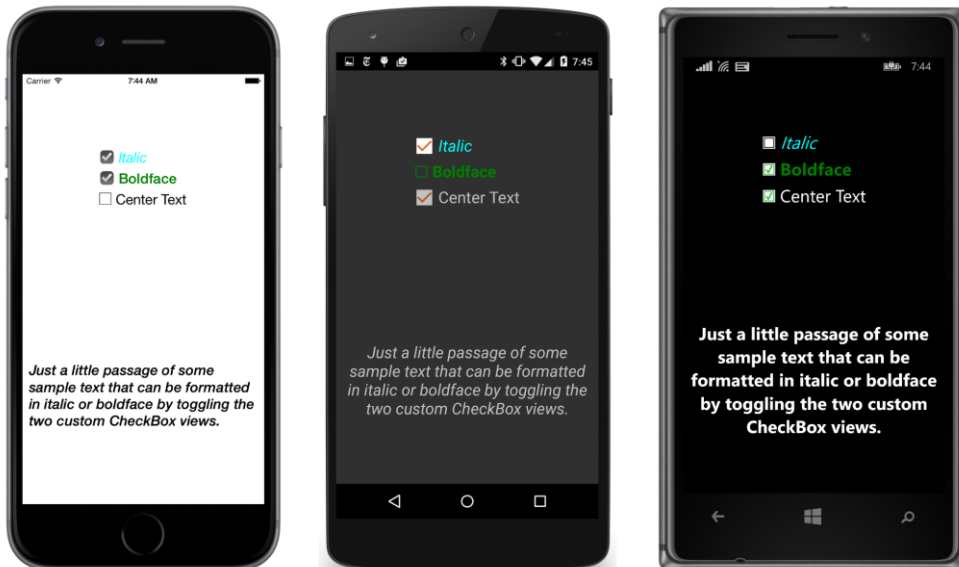 Carrier 7:44 AM
Italic
Boldface
Center Text
Just a little passage of some
sample text that can be formatted
in italic or boldface by toggling the
two custom CheckBox views.
7:45
Italic
Boldface
Center Text
Just a little passage of some
sample text that can be formatted
in italic or boldface by toggling the
two custom CheckBox views.
7:44
Italic
Boldface
Center Text
Just a little passage of some
sample text that can be
formatted in italic or boldface
by toggling the two custom
CheckBox views.